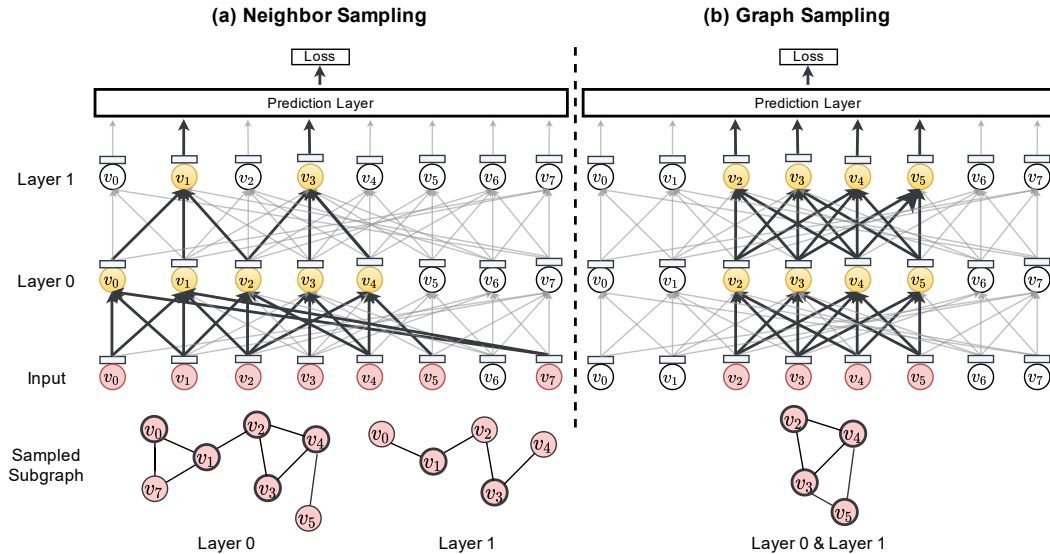 (a) Neighbor Sampling
(b) Graph Sampling
Loss
Loss
Prediction Layer
Prediction Layer
Layer 1
v0 v1 v2 v3 v4 v5 v6 v7
v0 v1 v2 v3 v4 v5 v6 v7
Layer 0
v0 v1 v2 v3 v4 v5 v6 v7
v0 v1 v2 v3 v4 v5 v6 v7
Input
v0 v1 v2 v3 v4 v5 v6 v7
v0 v1 v2 v3 v4 v5 v6 v7
Sampled
Subgraph
v0
v1
v7
v2
v4
v3
v5
Layer 0
v0
v1
v2
v3
v4
Layer 1
v2
v4
v3
v5
Layer 0 & Layer 1